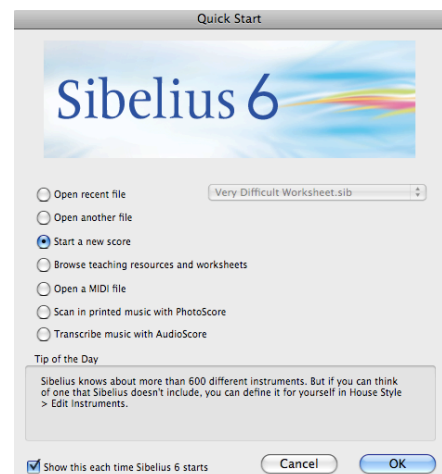 Quick Start
Sibelius 6
Open recent file
Very Difficult Worksheet.sib
Open another file
Start a new score
Browse teaching resources and worksheets
Open a MIDI file
Scan in printed music with PhotoScore
Transcribe music with AudioScore
Tip of the Day
Sibelius knows about more than 600 different instruments. But if you can think
of one that Sibelius doesn't include, you can define it for yourself in House Style
> Edit Instruments.
Show this each time Sibelius 6 starts
Cancel
OK